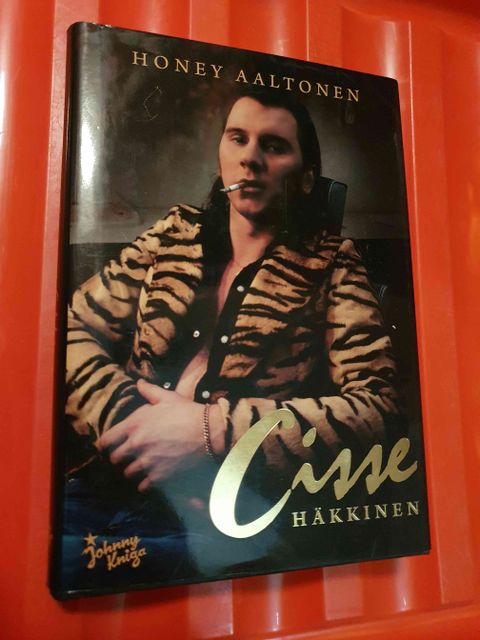 HONEY AALTONEN
Cisse
HÄKKINEN
Johnny
Kniga